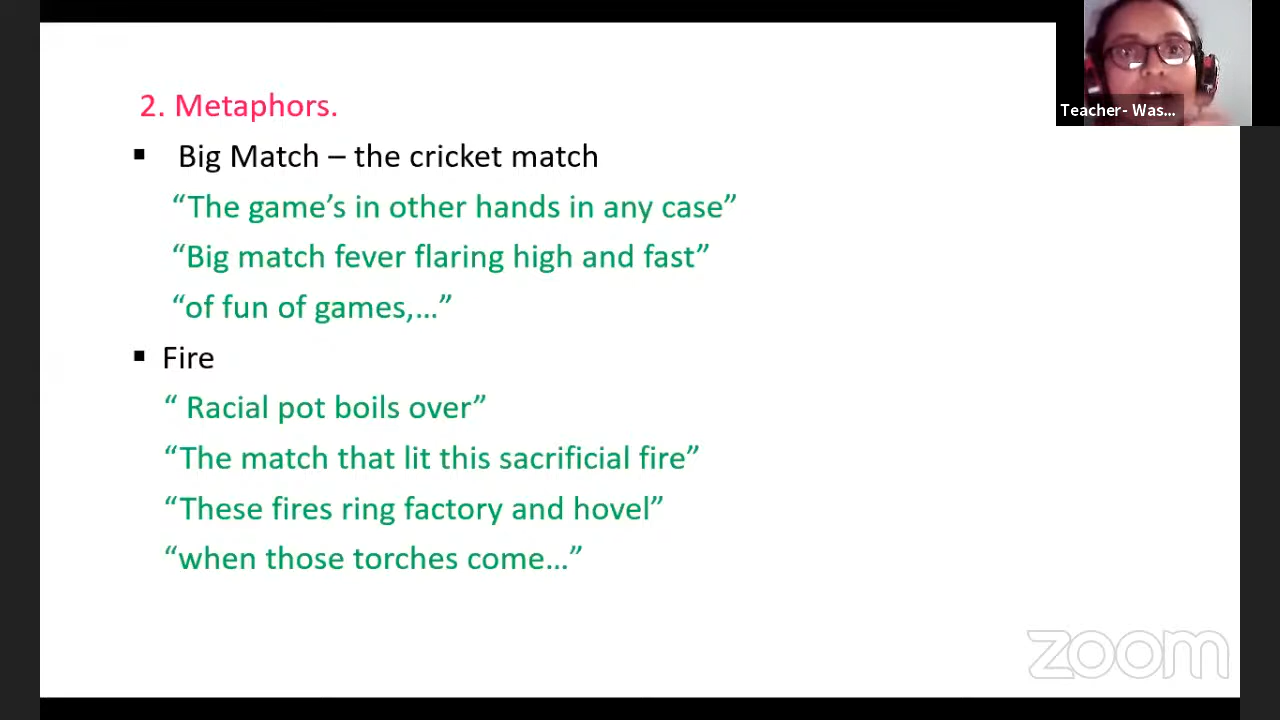 2. Metaphors.
▪ Big Match – the cricket match
“The game’s in other hands in any case”
“Big match fever flaring high and fast”
“of fun of games,...”
▪ Fire
“ Racial pot boils over”
“The match that lit this sacrificial fire”
“These fires ring factory and hovel”
“when those torches come...”
Teacher- Was...
zoom